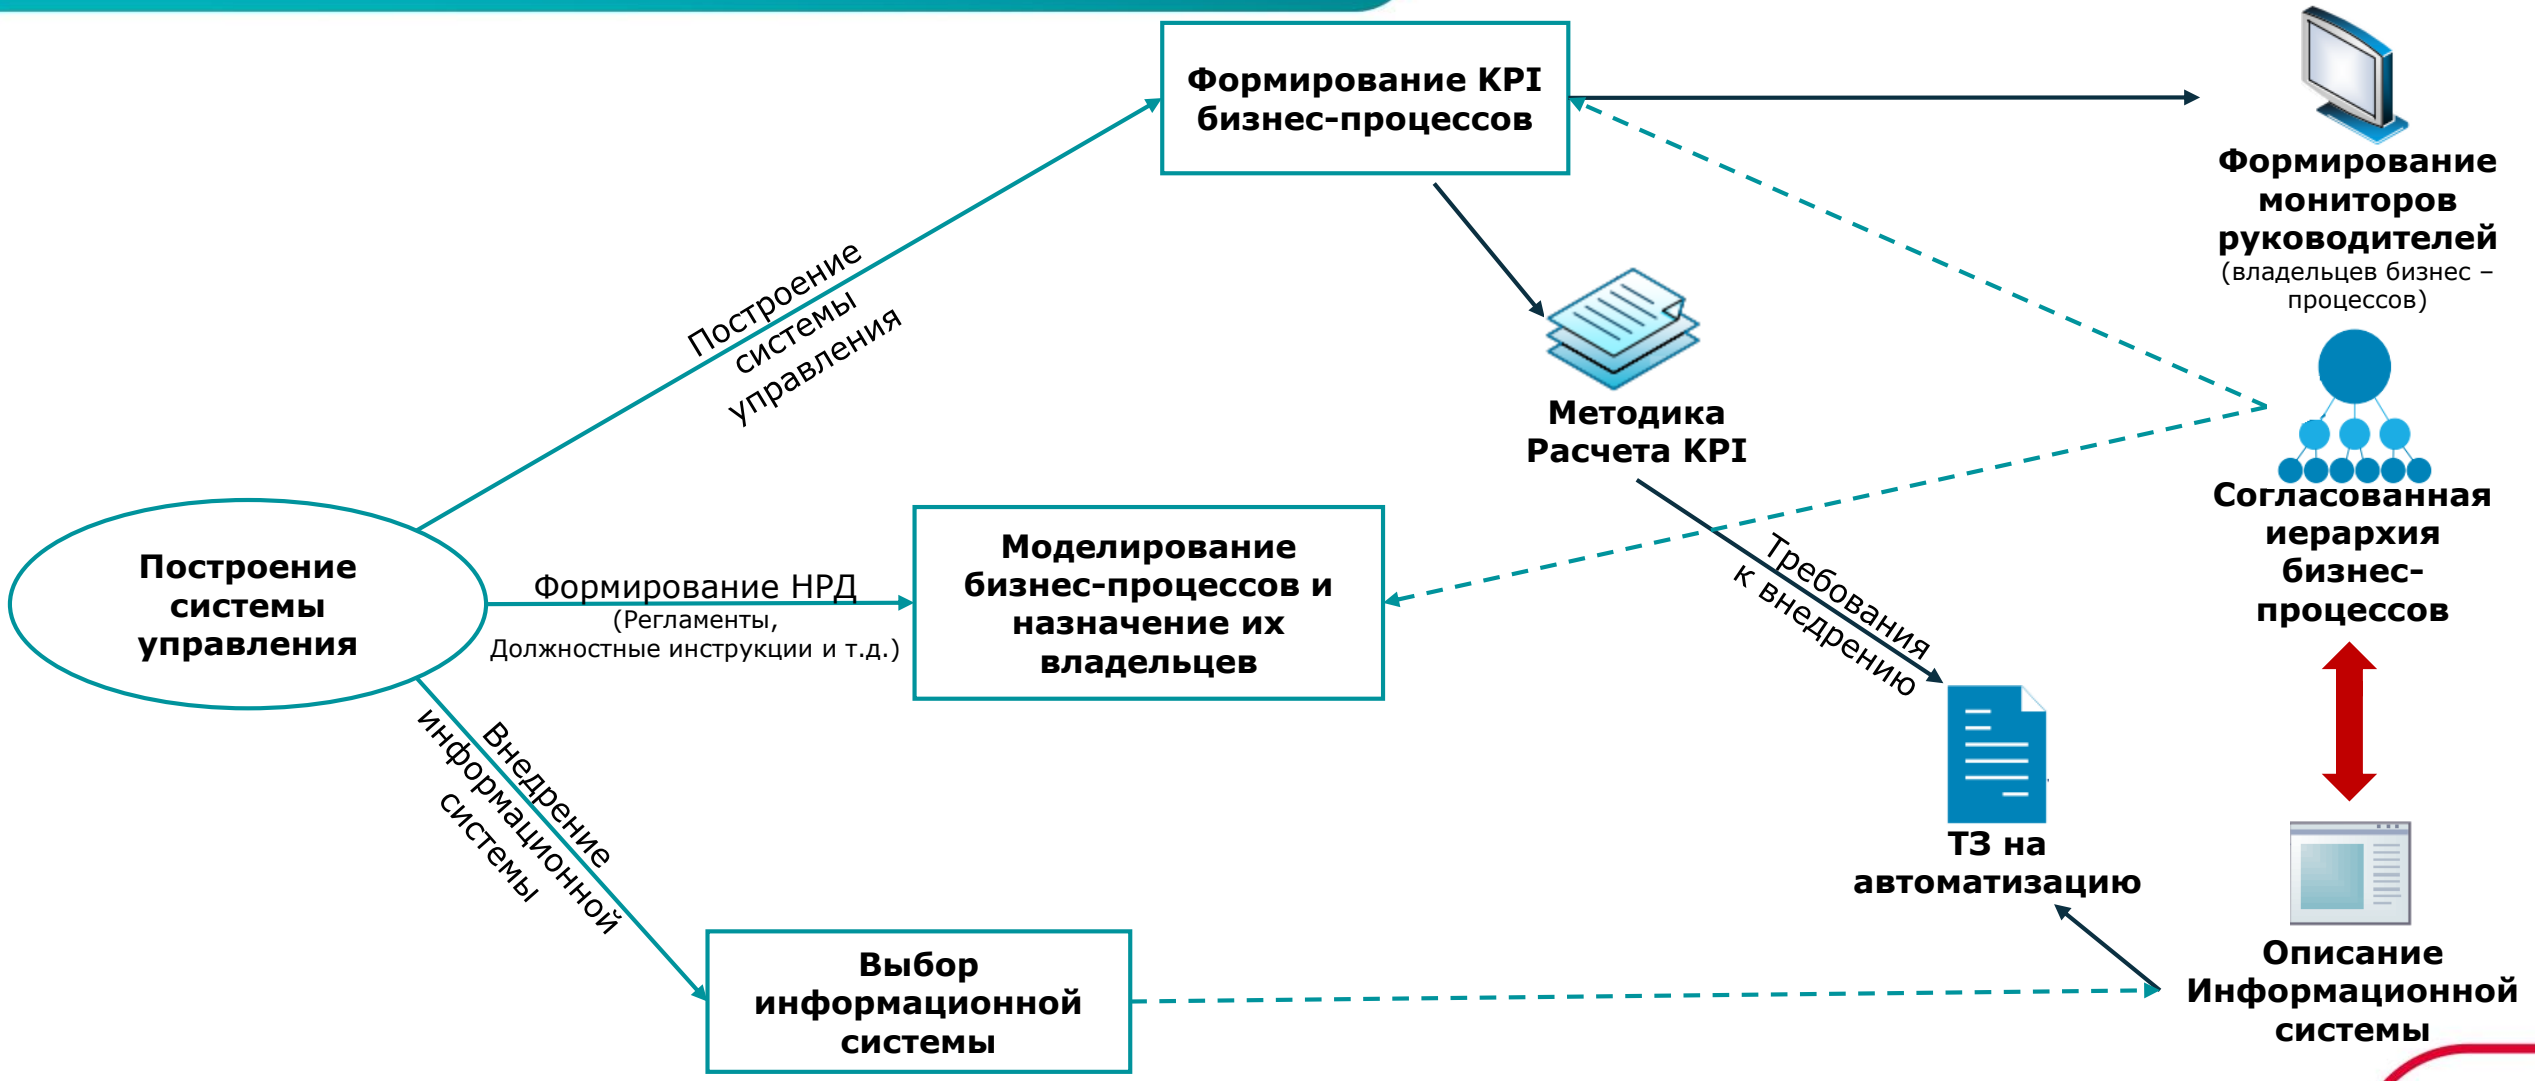 Формирование KPI
бизнес-процессов
Формирование
мониторов
руководителей
(владельцев бизнес –
процессов)
Построение
системы
управления
Методика
Расчета KPI
Согласованная
иерархия
бизнес-
процессов
Построение
системы
управления
Формирование НРД
(Регламенты,
Должностные инструкции и т.д.)
Моделирование
бизнес-процессов и
назначение их
владельцев
Требования
к внедрению
Внедрение
информационной
системы
ТЗ на
автоматизацию
Выбор
информационной
системы
Описание
Информационной
системы